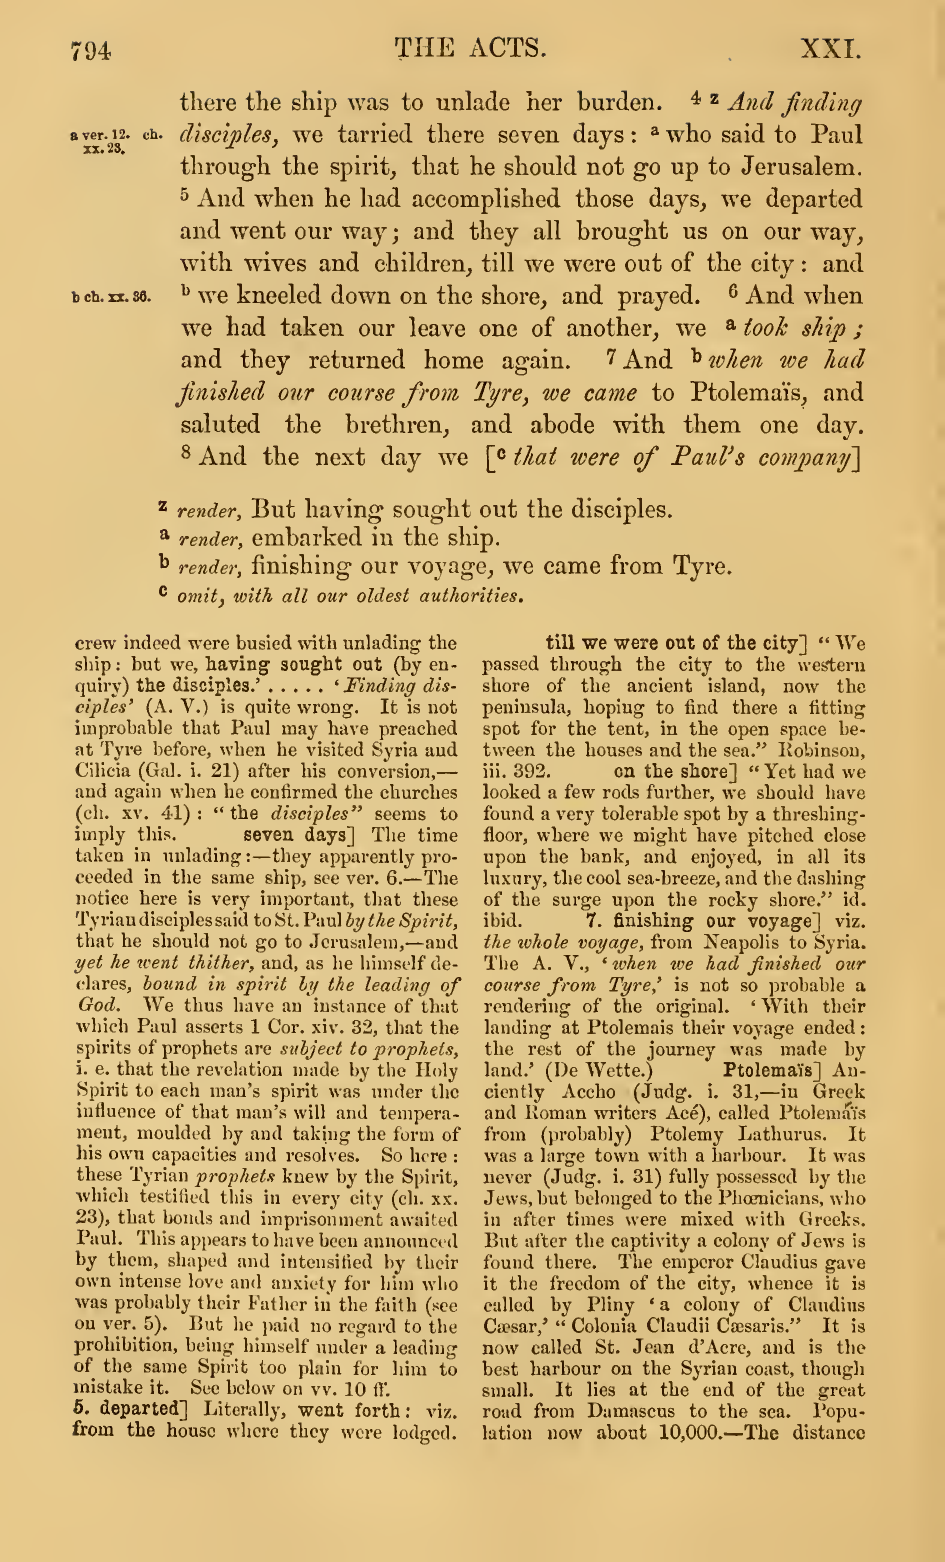 794 THE ACTS. XXI.
there the ship was to unlade her burden. 4 z And finding
a ver. 12. ch. xx. 23.
disciples, we tarried there seven days : a who said to Paul
through the spirit, that he should not go up to Jerusalem.
5 And when he had accomplished those days, we departed
and went our way; and they all brought us on our way,
with wives and children, till we were out of the city : and
b ch. xx. 36.
b we kneeled down on the shore, and prayed. 6 And when
we had taken our leave one of another, we a took ship ;
and they returned home again. 7 And b when we had
finished our course from Tyre, we came to Ptolemaïs, and
saluted the brethren, and abode with them one day.
8 And the next day we [c that were of Paul's company]
z render, But having sought out the disciples.
a render, embarked in the ship.
b render, finishing our voyage, we came from Tyre.
c omit, with all our oldest authorities.
crew indeed were busied with unlading the
ship : but we, having sought out (by en-
quiry) the disciples.' . . . . . 'Finding dis-
ciples' (A. V.) is quite wrong. It is not
improbable that Paul may have preached
at Tyre before, when he visited Syria and
Cilicia (Gal. i. 21) after his conversion,—
and again when he confirmed the churches
(ch. xv. 41) : "the disciples" seems to
imply this. seven days] The time
taken in unlading :—they apparently pro-
ceeded in the same ship, see ver. 6.—The
notice here is very important, that these
Tyrian disciples said to St. Paul by the Spirit,
that he should not go to Jerusalem,—and
yet he went thither, and, as he himself de-
clares, bound in spirit by the leading of
God. We thus have an instance of that
which Paul asserts 1 Cor. xiv. 32, that the
spirits of prophets are subject to prophets,
i. e. that the revelation made by the Holy
Spirit to each man's spirit was under the
influence of that man's will and tempera-
ment, moulded by and taking the form of
his own capacities and resolves. So here :
these Tyrian prophets knew by the Spirit,
which testified this in every city (ch. xx.
23), that bonds and imprisonment awaited
Paul. This appears to have been announced
by them, shaped and intensified by their
own intense love and anxiety for him who
was probably their Father in the faith (see
on ver. 5). But he paid no regard to the
prohibition, being himself under a leading
of the same Spirit too plain for him to
mistake it. See below on vv. 10 ff.
5. departed] Literally, went forth : viz.
from the house where they were lodged.
till we were out of the city] "We
passed through the city to the western
shore of the ancient island, now the
peninsula, hoping to find there a fitting
spot for the tent, in the open space be-
tween the houses and the sea." Robinson,
iii. 392. on the shore] "Yet had we
looked a few rods further, we should have
found a very tolerable spot by a threshing-
floor, where we might have pitched close
upon the bank, and enjoyed, in all its
luxury, the cool sea-breeze, and the dashing
of the surge upon the rocky shore." id.
ibid. 7. finishing our voyage] viz.
the whole voyage, from Neapolis to Syria.
The A. V., 'when we had finished our
course from Tyre,' is not so probable a
rendering of the original. 'With their
landing at Ptolemais their voyage ended :
the rest of the journey was made by
land.' (De Wette.) Ptolemaïs] An-
ciently Accho (Judg. i. 31,—in Greek
and Roman writers Acé), called Ptolemaïs
from (probably) Ptolemy Lathurus. It
was a large town with a harbour. It was
never (Judg. i. 31) fully possessed by the
Jews, but belonged to the Phœnicians, who
in after times were mixed with Greeks.
But after the captivity a colony of Jews is
found there. The emperor Claudius gave
it the freedom of the city, whence it is
called by Pliny 'a colony of Claudius
Cæsar,' "Colonia Claudii Cæsaris." It is
now called St. Jean d'Acre, and is the
best harbour on the Syrian coast, though
small. It lies at the end of the great
road from Damascus to the sea. Popu-
lation now about 10,000.—The distance